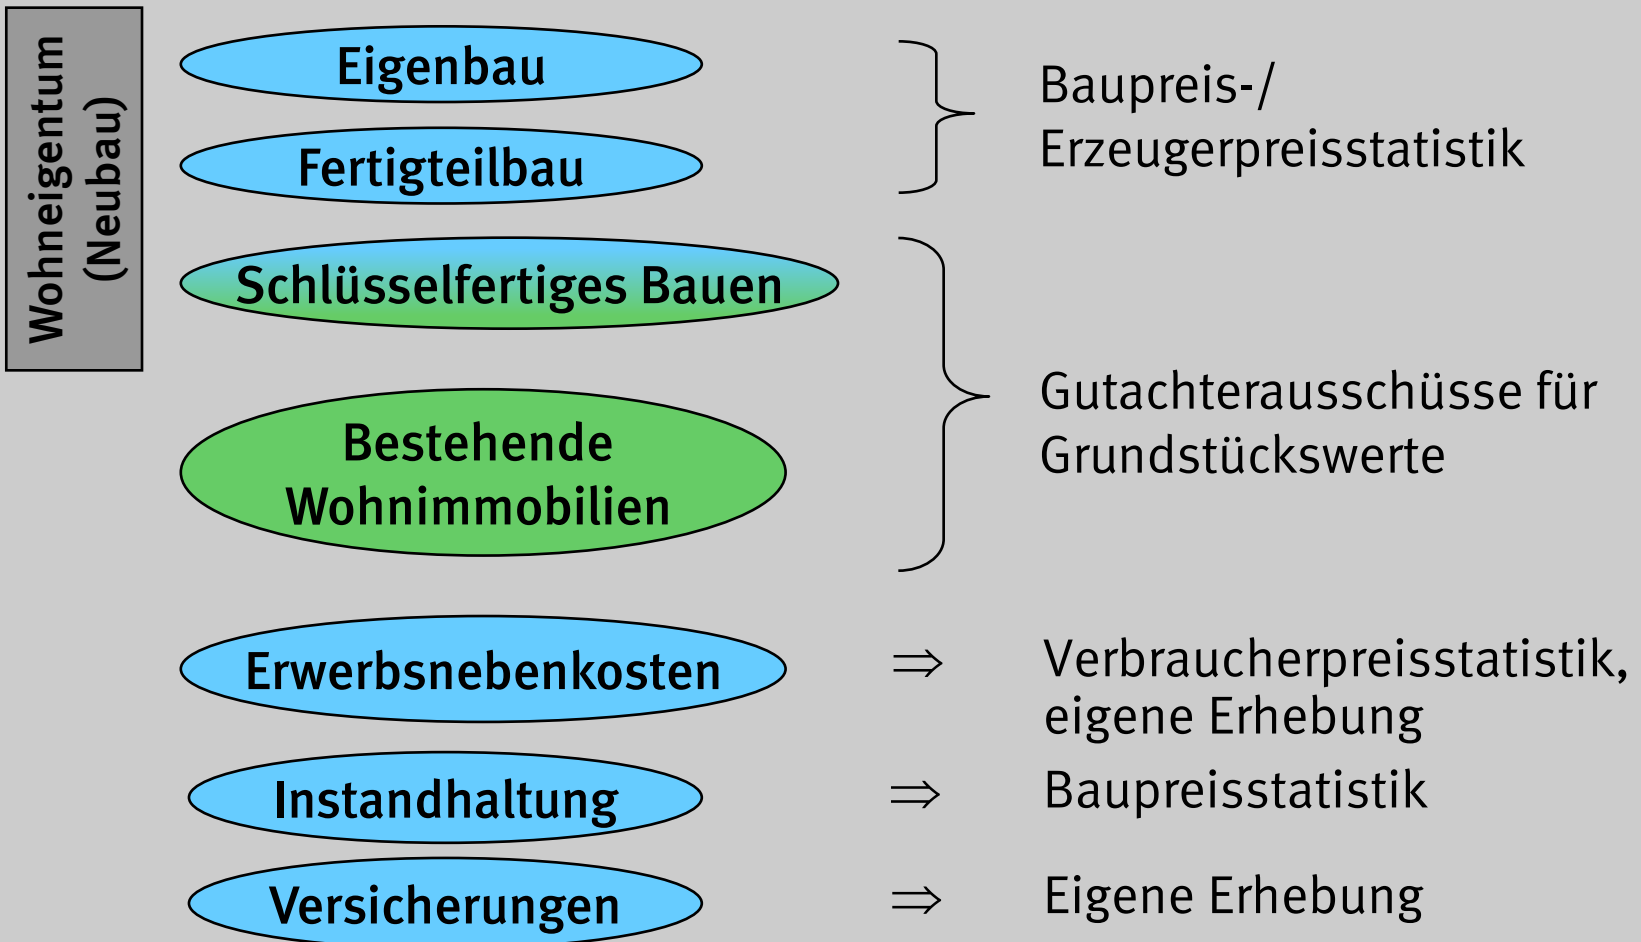 Wohneigentum
(Neubau)
Eigenbau
Fertigteilbau
Baupreis-/
Erzeugerpreisstatistik
Schlüsselfertiges Bauen
Bestehende
Wohnimmobilien
Gutachterausschüsse für
Grundstückswerte
Erwerbsnebenkosten
⇒
Verbraucherpreisstatistik,
eigene Erhebung
Instandhaltung
⇒
Baupreisstatistik
Versicherungen
⇒
Eigene Erhebung